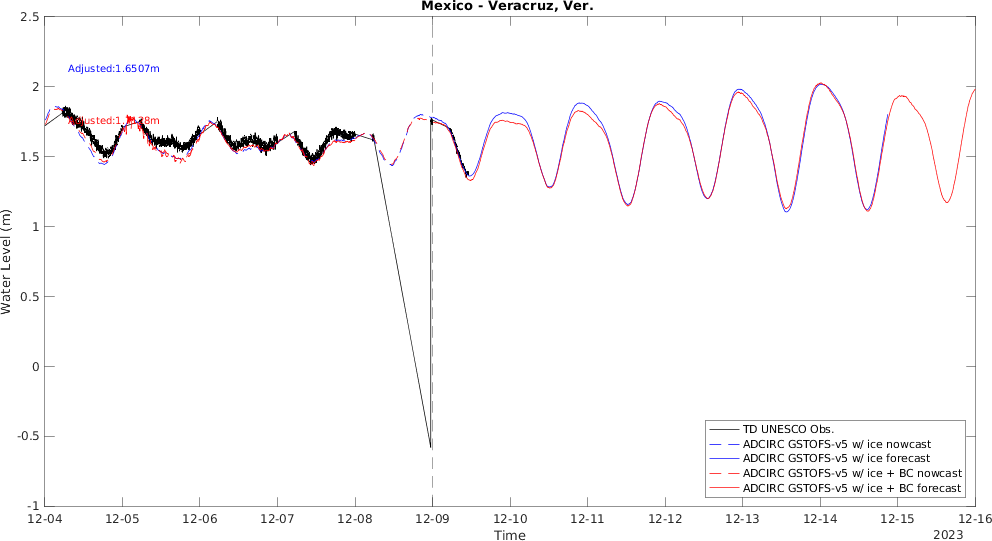 Mexico - Veracruz, Ver.
2.5
2
1.5
1
0.5
0
-0.5
-1
Water Level (m)
Adjusted:1.6507m
12-04
12-05
12-06
12-07
12-08
12-09
12-10
12-11
12-12
12-13
12-14
12-15
12-16
Time
2023
TD UNESCO Obs.
ADCIRC GSTOFS-v5 w/ ice nowcast
ADCIRC GSTOFS-v5 w/ ice forecast
ADCIRC GSTOFS-v5 w/ ice + BC nowcast
ADCIRC GSTOFS-v5 w/ ice + BC forecast